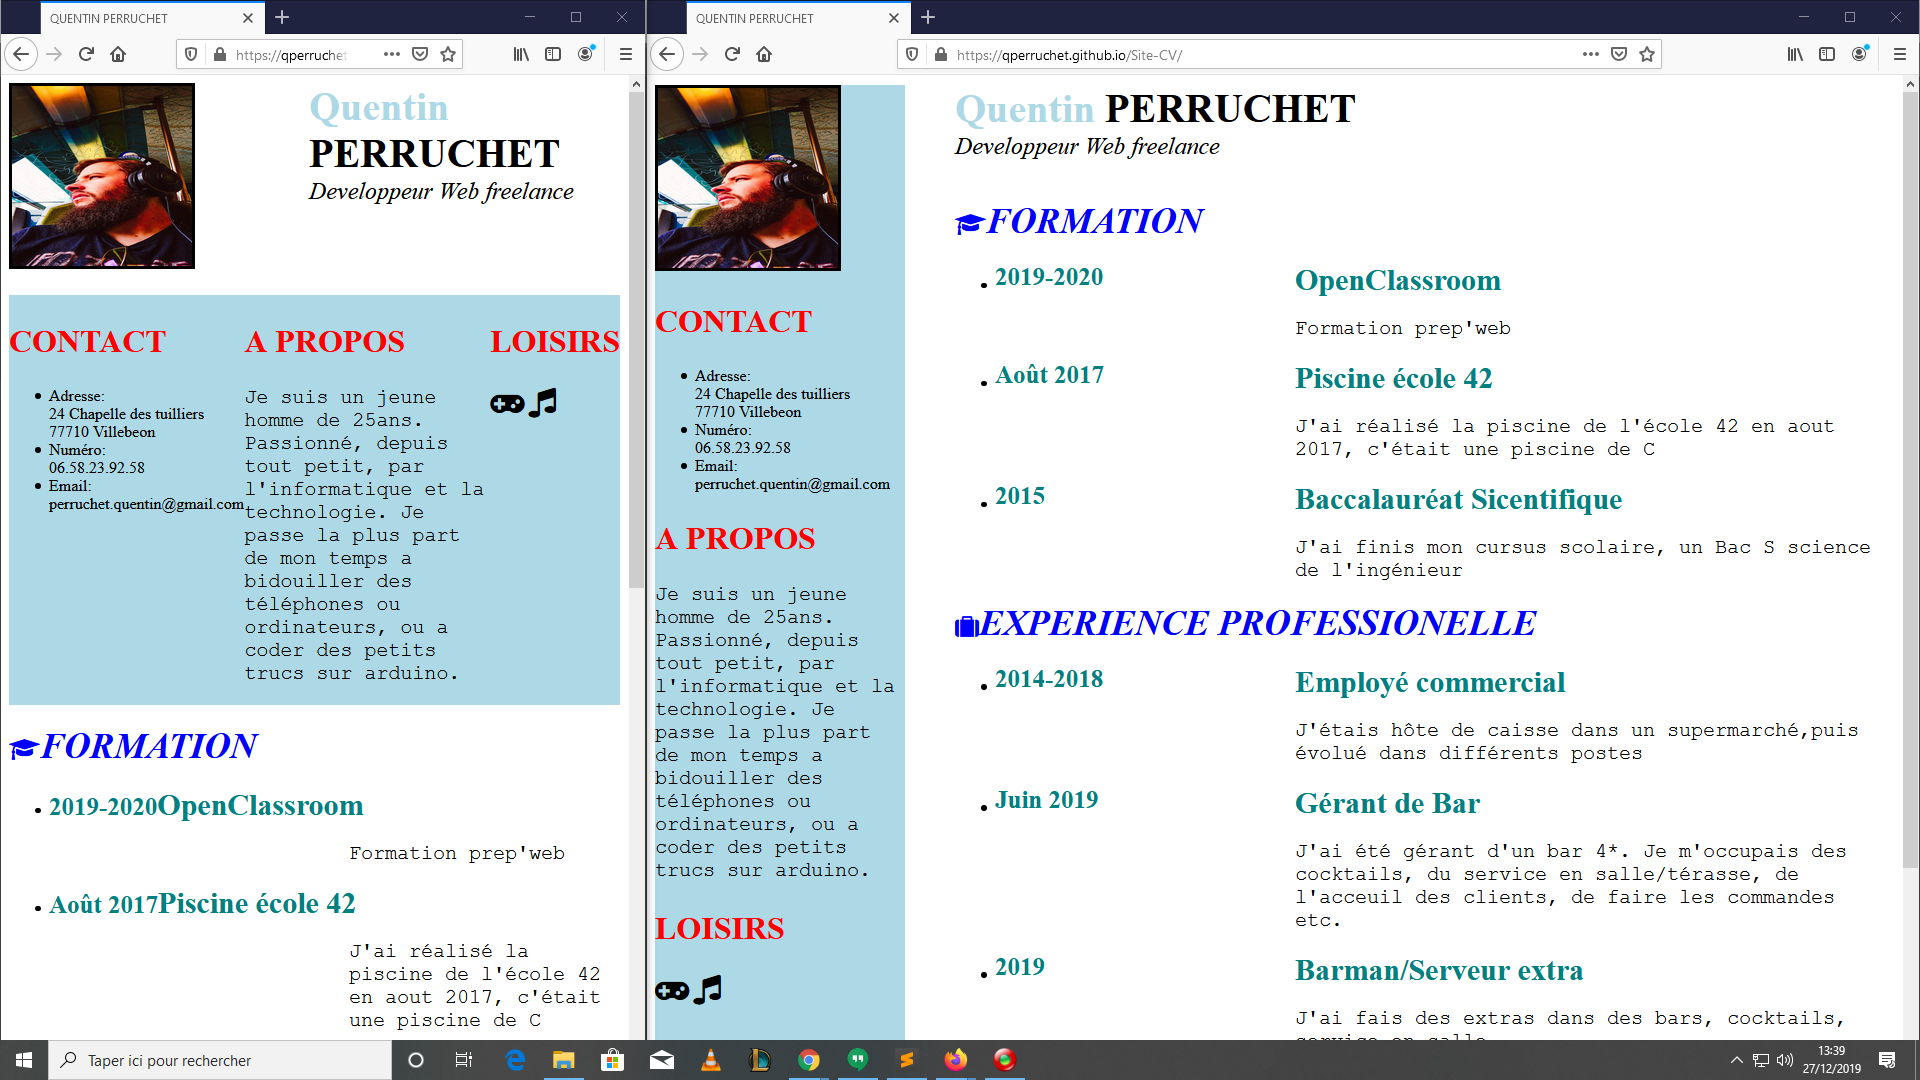 QUENTIN PERRUCHET
https://qperruchet
Quentin
PERRUCHET
Developpeur Web freelance
CONTACT
Adresse:
24 Chapelle des tuilliers
77710 Villebeon
Numéro:
06.58.23.92.58
Email:
perruchet.quentin@gmail.com
A PROPOS
Je suis un jeune
homme de 25ans.
Passionné, depuis
tout petit, par
l'informatique et la
technologie. Je
passe la plus part
de mon temps a
bidouiller des
téléphones ou
ordinateurs, ou a
coder des petits
trucs sur arduino.
LOISIRS
FORMATION
2019-2020OpenClassroom
Formation prep'web
Août 2017Piscine école 42
J'ai réalisé la
piscine de l'école 42
en aout 2017, c'était
une piscine de C
QUENTIN PERRUCHET
https://qperruchet.github.io/Site-CV/
CONTACT
Adresse:
24 Chapelle des tuilliers
77710 Villebeon
Numéro:
06.58.23.92.58
Email:
perruchet.quentin@gmail.com
A PROPOS
Je suis un jeune
homme de 25ans.
Passionné, depuis
tout petit, par
l'informatique et la
technologie. Je
passe la plus part
de mon temps a
bidouiller des
téléphones ou
ordinateurs, ou a
coder des petits
trucs sur arduino.
LOISIRS
Quentin PERRUCHET
Developpeur Web freelance
FORMATION
2019-2020 OpenClassroom
Formation prep'web
Août 2017 Piscine école 42
J'ai réalisé la piscine de l'école 42 en aout
2017, c'était une piscine de C
2015 Baccalauréat Sicentifique
J'ai finis mon cursus scolaire, un Bac S science
de l'ingénieur
EXPERIENCE PROFESSIONELLE
2014-2018 Employé commercial
J'étais hôte de caisse dans un supermarché,puis
évolué dans différents postes
Juin 2019 Gérant de Bar
J'ai été gérant d'un bar 4*. Je m'occupais des
cocktails, du service en salle/térasse, de
l'acceuil des clients, de faire les commandes
etc.
2019 Barman/Serveur extra
J'ai fais des extras dans des bars, cocktails,
service en salle
Taper ici pour rechercher
13:39
27/12/2019